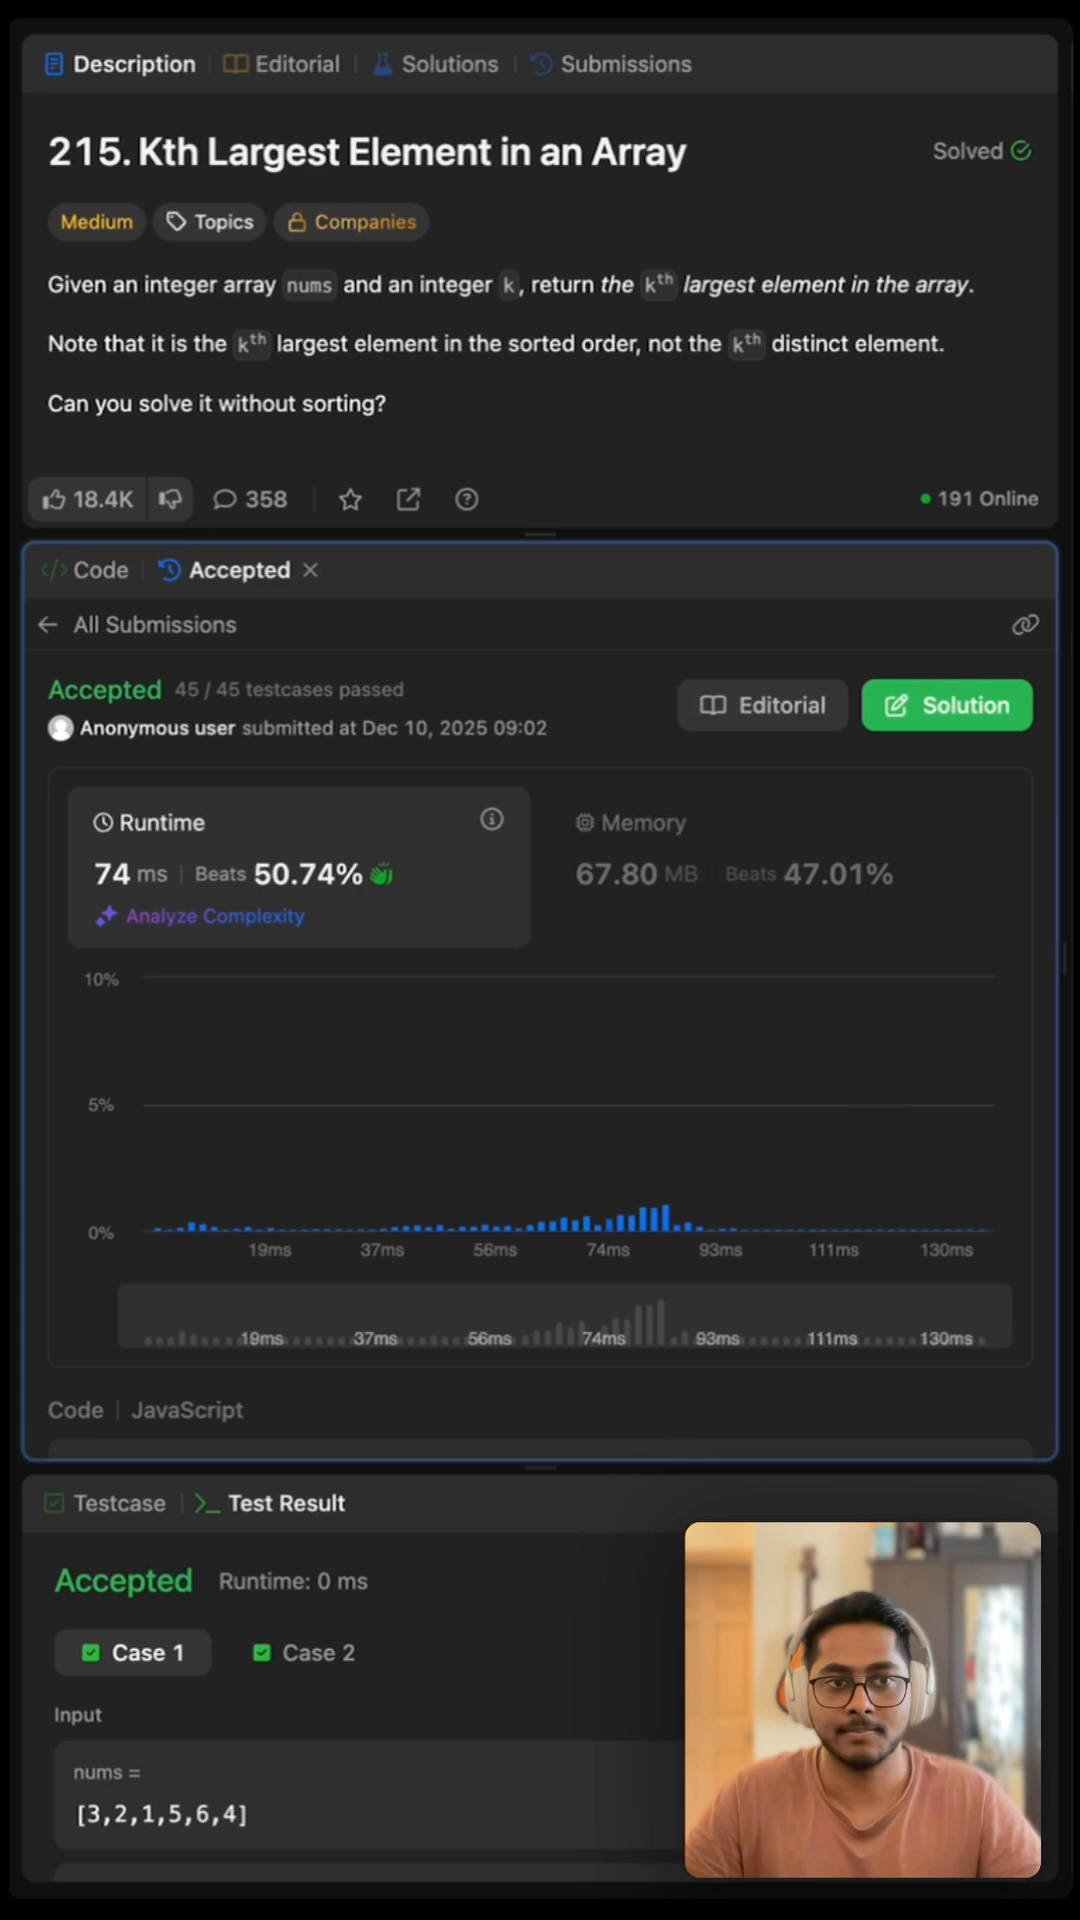 Description Editorial Solutions Submissions
215. Kth Largest Element in an Array
Solved
Medium Topics Companies
Given an integer array nums and an integer k, return the kth largest element in the array.
Note that it is the kth largest element in the sorted order, not the kth distinct element.
Can you solve it without sorting?
18.4K 358 191 Online
</> Code Accepted
All Submissions
Accepted 45 / 45 testcases passed
Anonymous user submitted at Dec 10, 2025 09:02
Editorial Solution
Runtime
74 ms | Beats 50.74%
Analyze Complexity
Memory
67.80 MB | Beats 47.01%
10%
5%
0%
19ms 37ms 56ms 74ms 93ms 111ms 130ms
19ms 37ms 56ms 74ms 93ms 111ms 130ms
Code | JavaScript
Testcase >_ Test Result
Accepted Runtime: 0 ms
Case 1 Case 2
Input
nums =
[3,2,1,5,6,4]